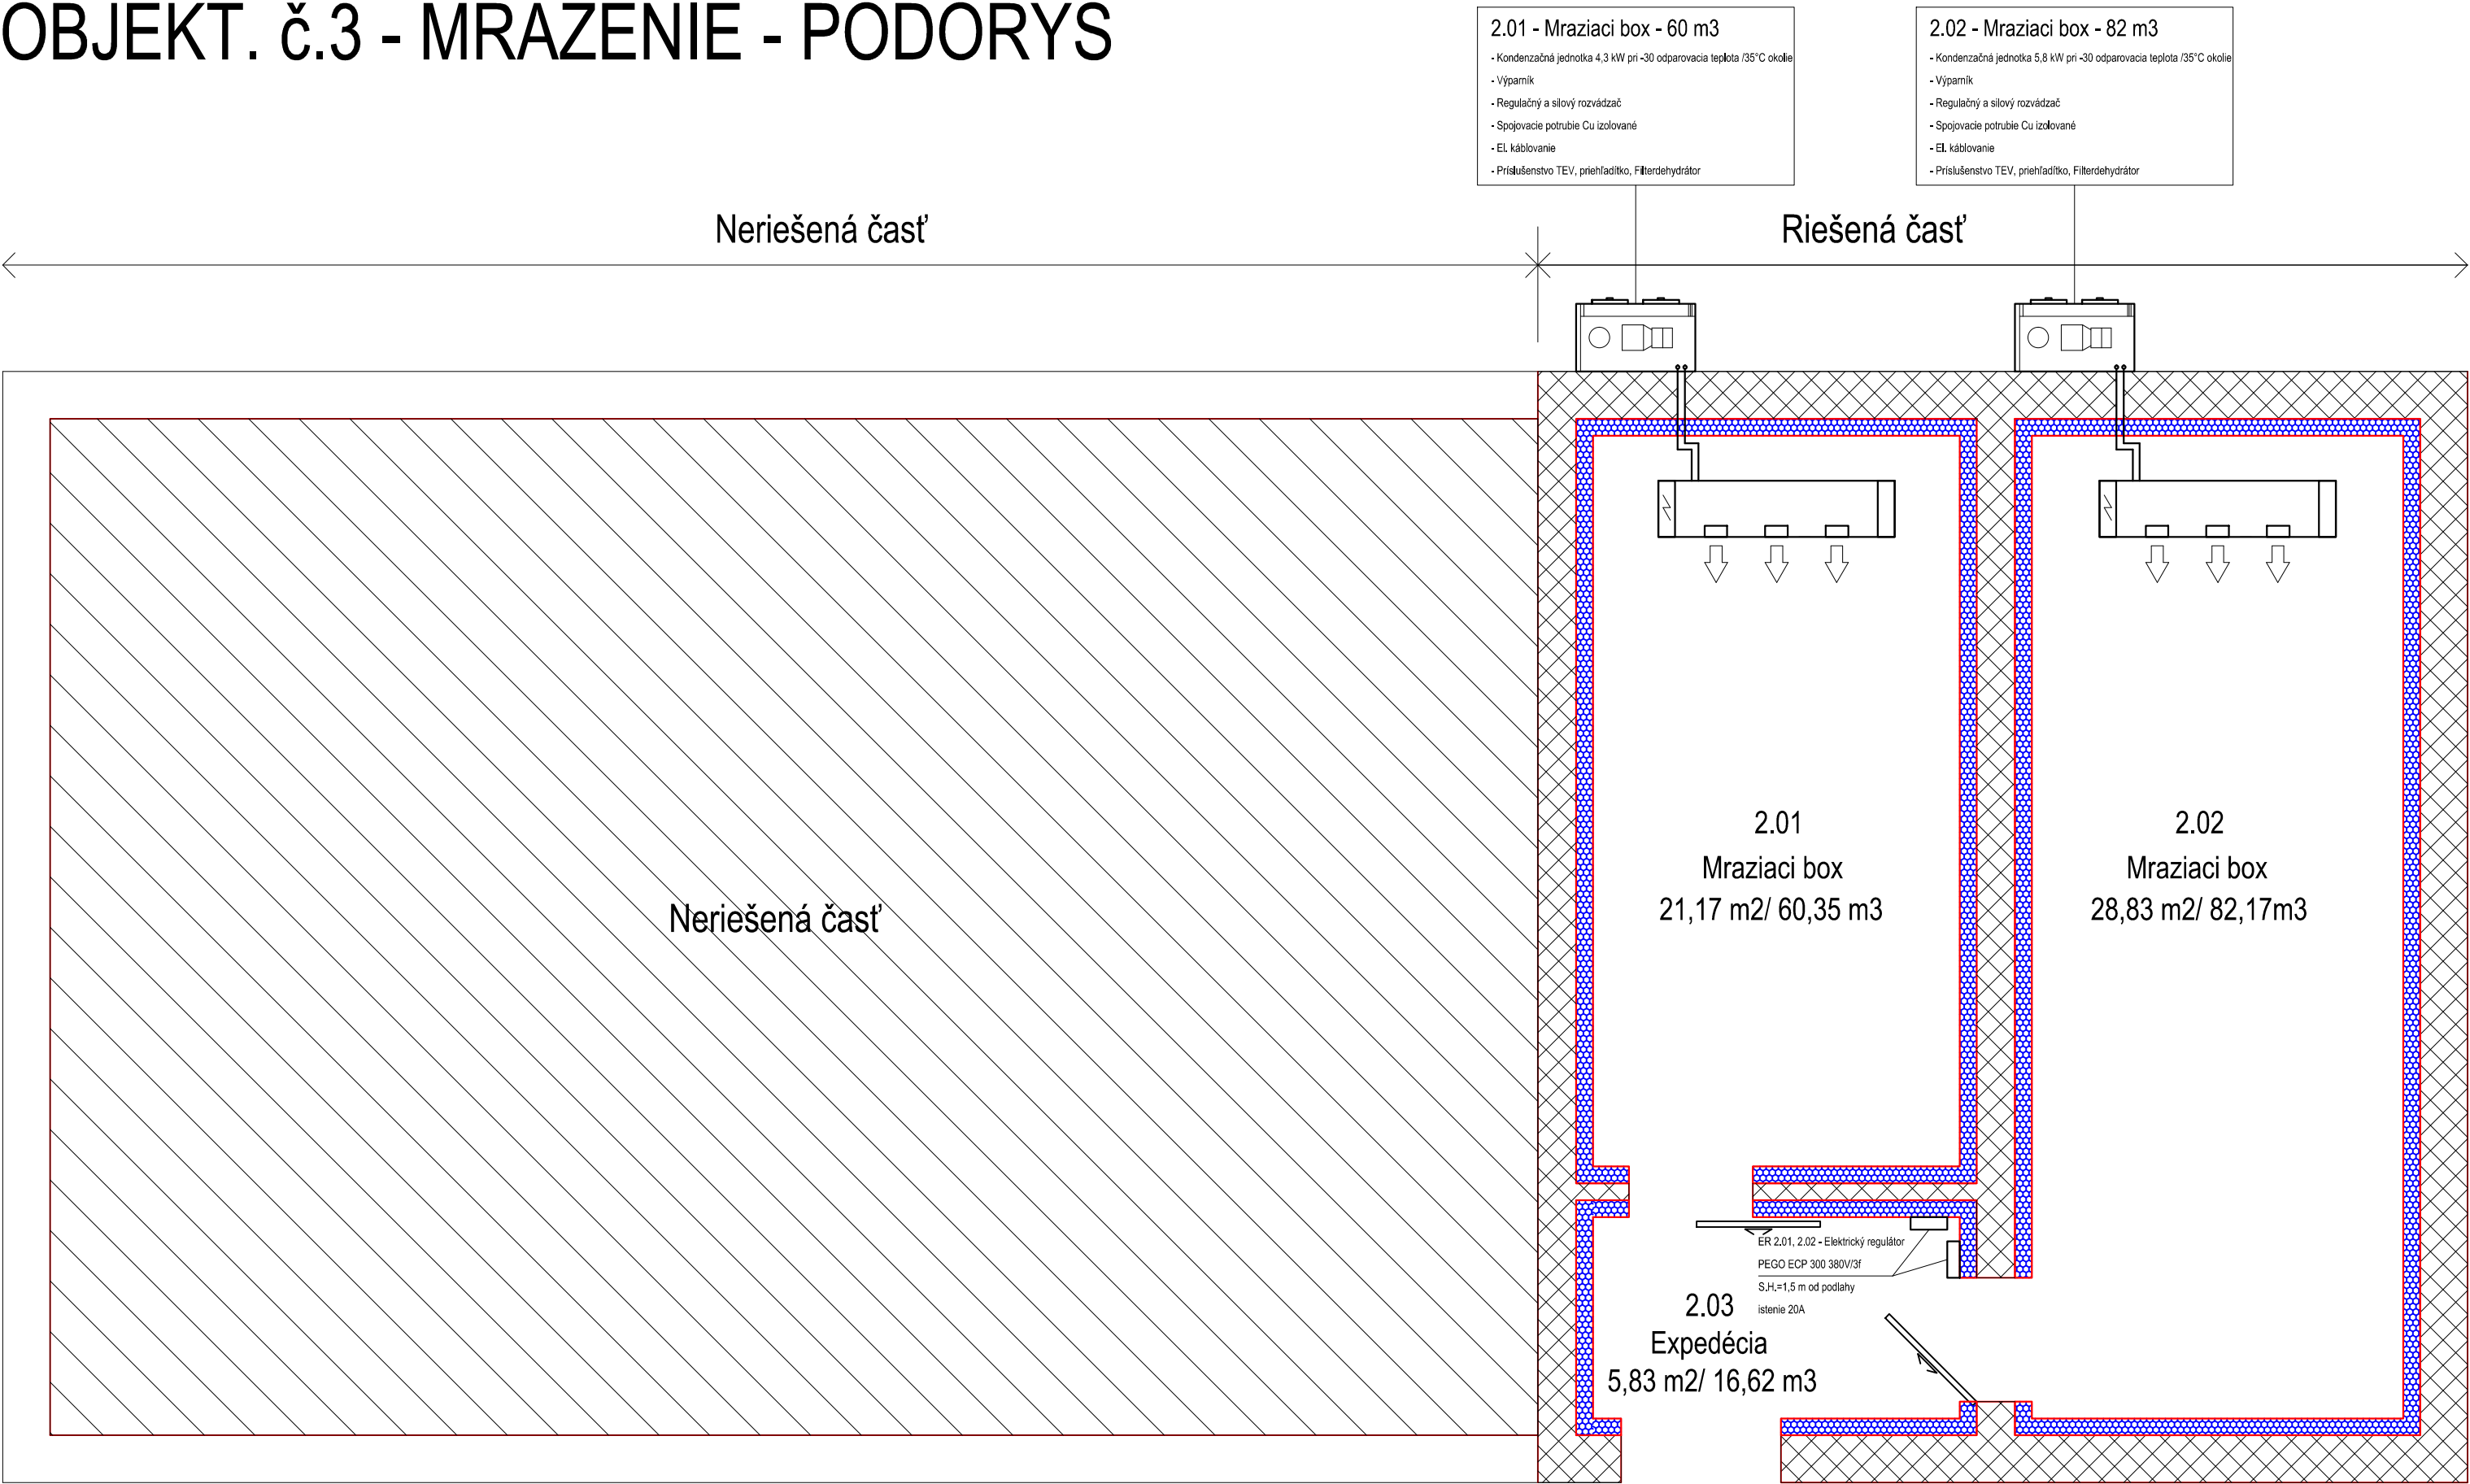 OBJEKT. č.3 - MRAZENIE - PODORYS
2.01 - Mraziaci box - 60 m3
- Kondenzačná jednotka 4,3 kW pri -30 odparovacia teplota /35°C okolie
- Výparník
- Regulačný a silový rozvádzač
- Spojovacie potrubie Cu izolované
- El. káblovanie
- Príslušenstvo TEV, priehľadítko, Filterdehydrátor
2.02 - Mraziaci box - 82 m3
- Kondenzačná jednotka 5,8 kW pri -30 odparovacia teplota /35°C okolie
- Výparník
- Regulačný a silový rozvádzač
- Spojovacie potrubie Cu izolované
- El. káblovanie
- Príslušenstvo TEV, priehľadítko, Filterdehydrátor
Neriešená časť
Riešená časť
Neriešená časť
2.01
Mraziaci box
21,17 m2/ 60,35 m3
2.02
Mraziaci box
28,83 m2/ 82,17m3
ER 2.01, 2.02 - Elektrický regulátor
PEGO ECP 300 380V/3f
S.H.=1,5 m od podlahy
istenie 20A
2.03
Expedécia
5,83 m2/ 16,62 m3